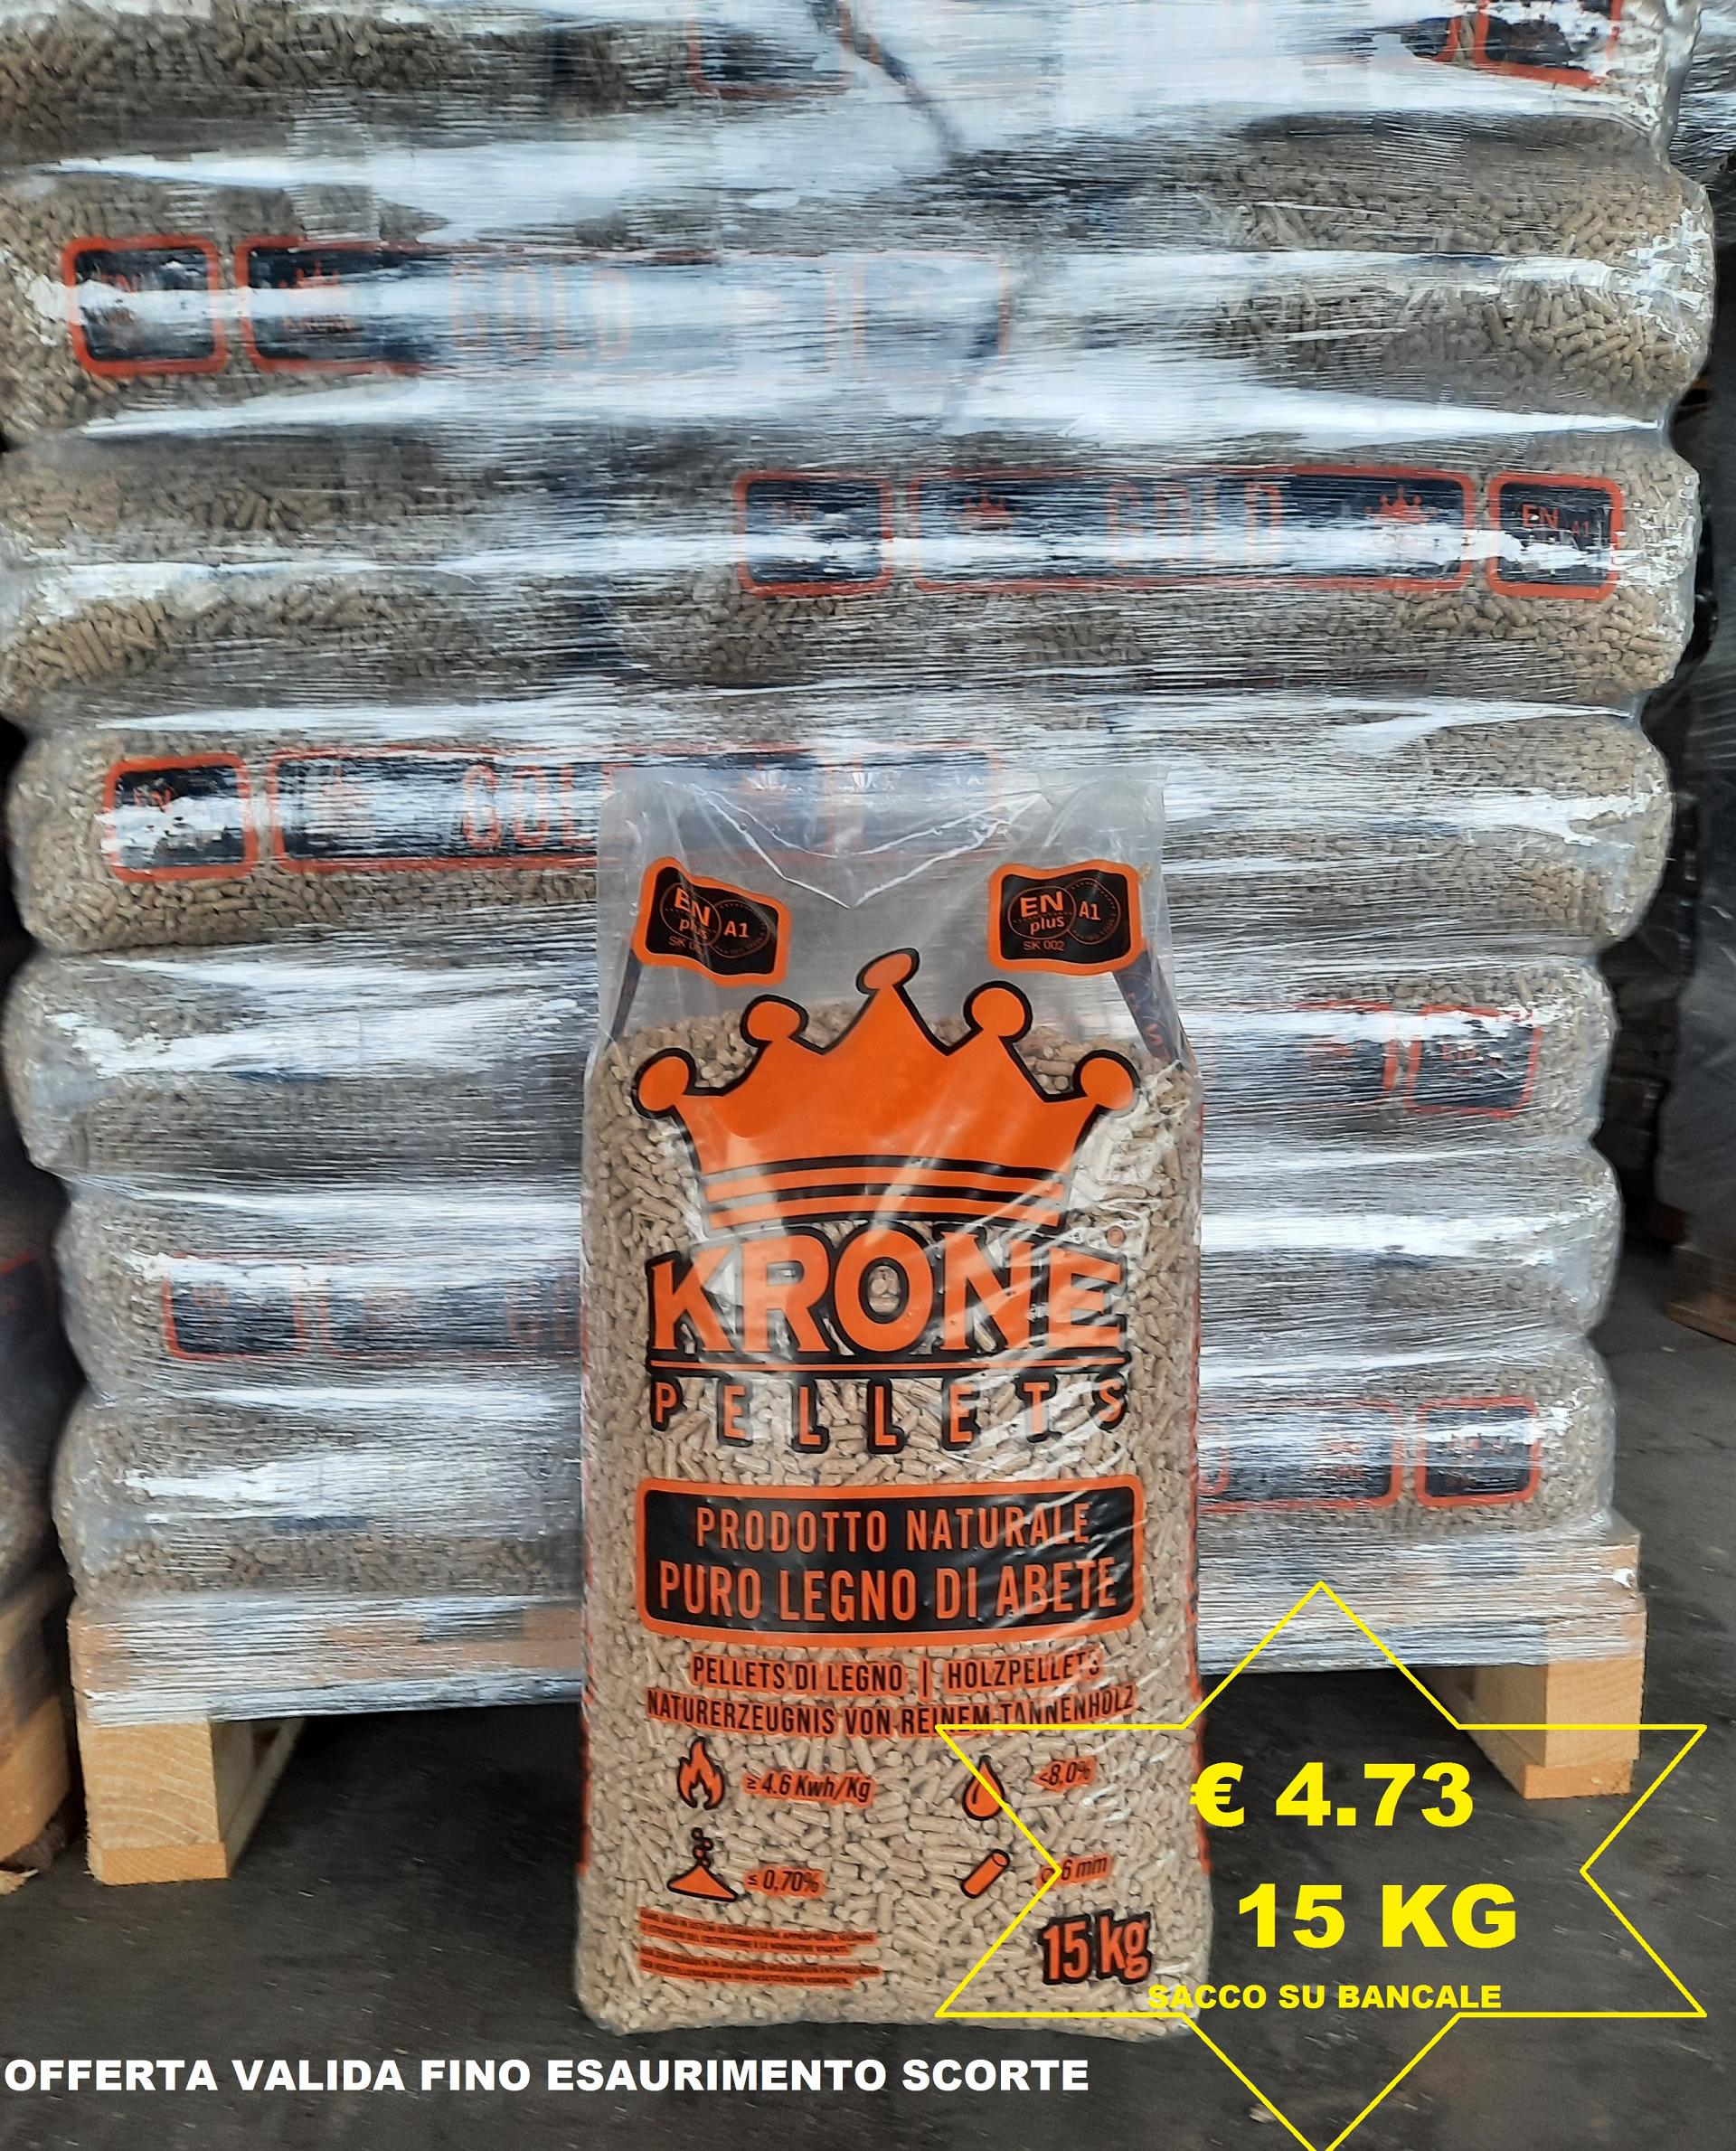 GOLD
GOLD
EN
EN
plus
A1
EN
plus
A1
SK 002
KRONE
PELLETS
PRODOTTO NATURALE
PURO LEGNO DI ABETE
PELLETS DI LEGNO | HOLZPELLETS
NATURERZEUGNIS VON REINEM TANNENHOLZ
≥ 4.6 Kwh/Kg
<8,0%
≤ 0,70%
6 mm
15 kg
€ 4.73
15 KG
SACCO SU BANCALE
OFFERTA VALIDA FINO ESAURIMENTO SCORTE